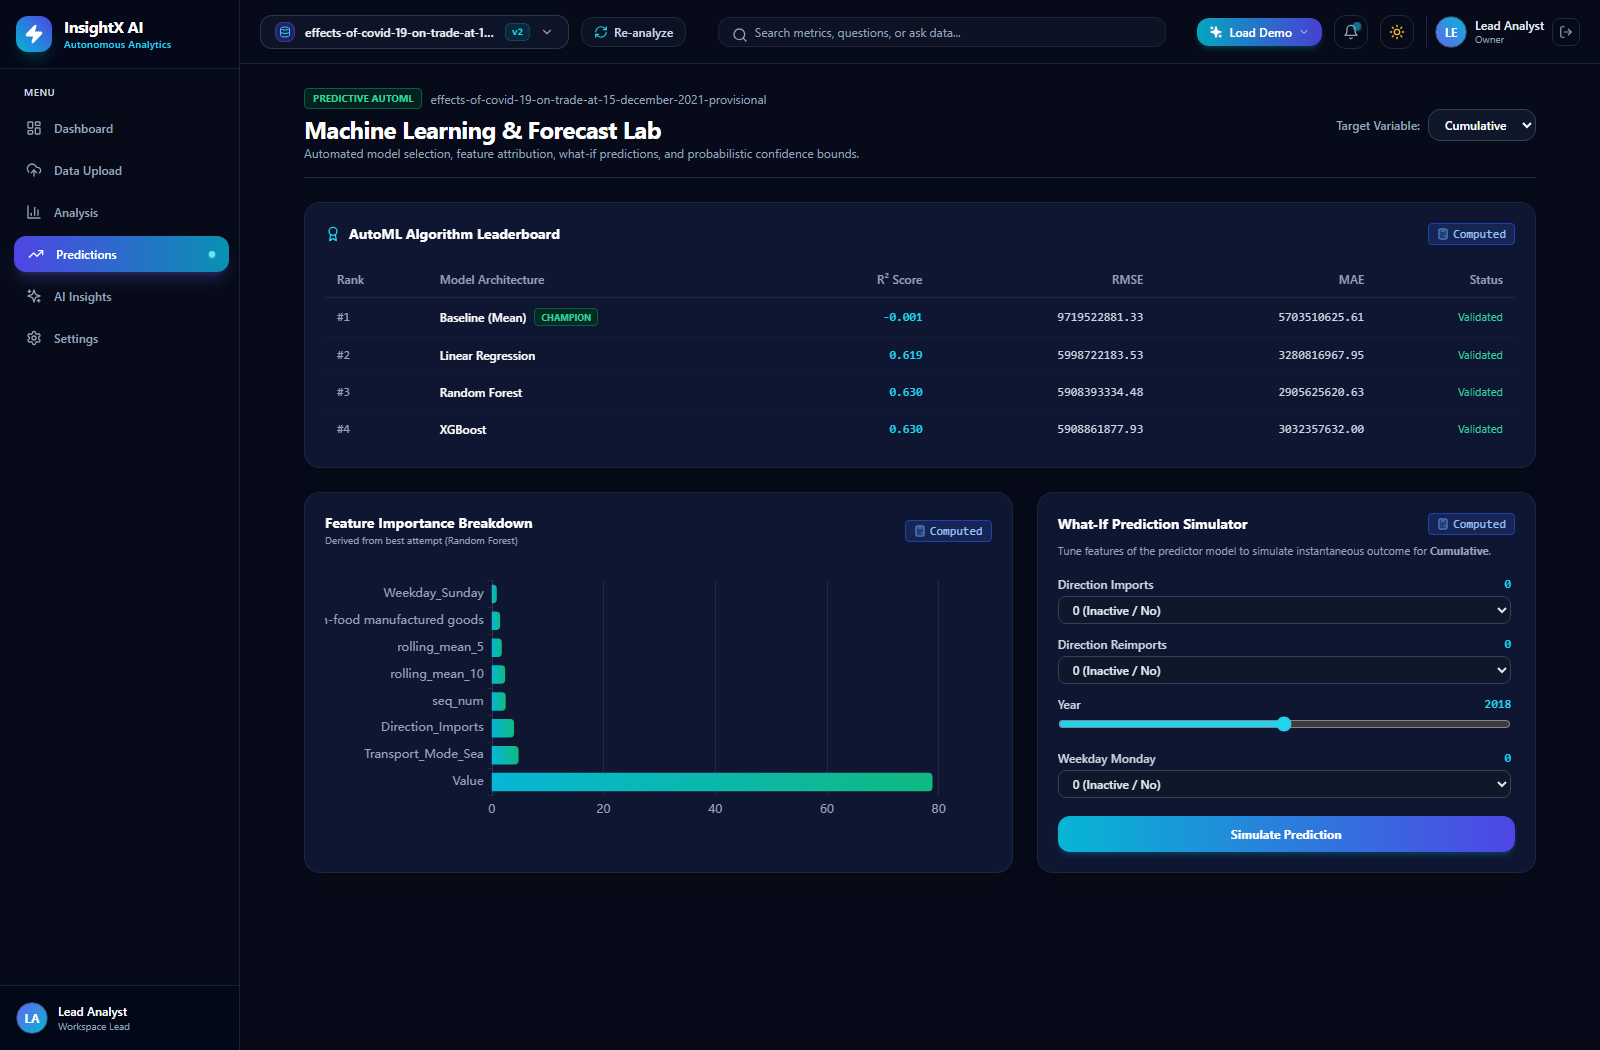 InsightX AI
Autonomous Analytics
effects-of-covid-19-on-trade-at-1... v2
Re-analyze
Search metrics, questions, or ask data...
Load Demo
LE
Lead Analyst
Owner
MENU
Dashboard
Data Upload
Analysis
Predictions
AI Insights
Settings
PREDICTIVE AUTOML effects-of-covid-19-on-trade-at-15-december-2021-provisional
Machine Learning & Forecast Lab
Automated model selection, feature attribution, what-if predictions, and probabilistic confidence bounds.
Target Variable: Cumulative
AutoML Algorithm Leaderboard
Computed
Rank Model Architecture R² Score RMSE MAE Status
#1 Baseline (Mean) CHAMPION -0.001 9719522881.33 5703510625.61 Validated
#2 Linear Regression 0.619 5998722183.53 3280816967.95 Validated
#3 Random Forest 0.630 5908393334.48 2905625620.63 Validated
#4 XGBoost 0.630 5908861877.93 3032357632.00 Validated
Feature Importance Breakdown
Derived from best attempt (Random Forest)
Computed
Weekday_Sunday
-food manufactured goods
rolling_mean_5
rolling_mean_10
seq_num
Direction_Imports
Transport_Mode_Sea
Value
0 20 40 60 80
What-If Prediction Simulator
Computed
Tune features of the predictor model to simulate instantaneous outcome for Cumulative.
Direction Imports 0
0 (Inactive / No)
Direction Reimports 0
0 (Inactive / No)
Year 2018
Weekday Monday 0
0 (Inactive / No)
Simulate Prediction
LA
Lead Analyst
Workspace Lead